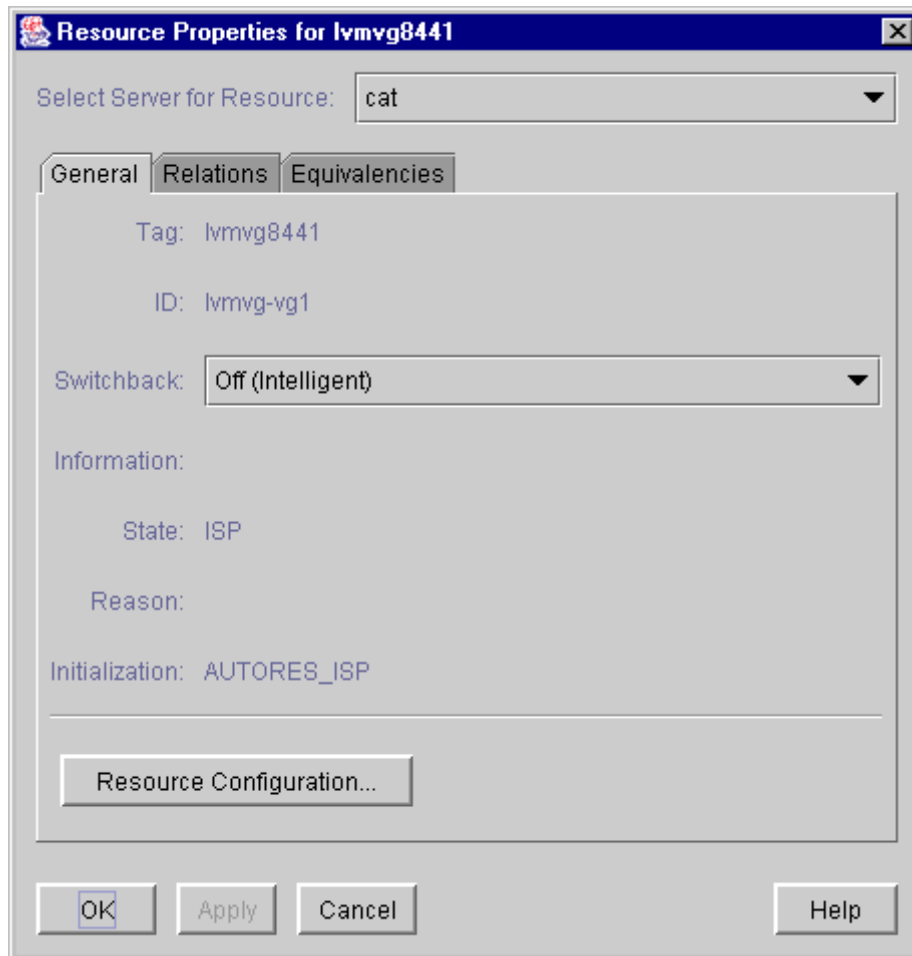 Resource Properties for lvmvg8441
Select Server for Resource: cat
General Relations Equivalencies
Tag: lvmvg8441
ID: lvmvg-vg1
Switchback: Off (Intelligent)
Information:
State: ISP
Reason:
Initialization: AUTORES_ISP
Resource Configuration...
OK Apply Cancel Help